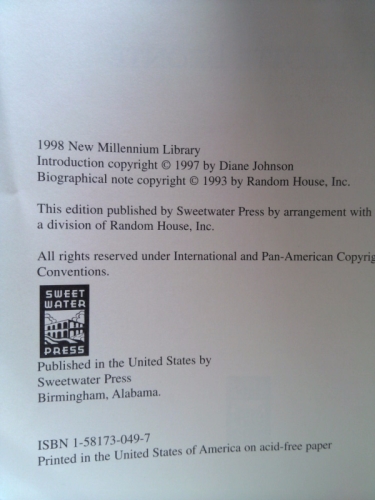 1998 New Millennium Library
Introduction copyright © 1997 by Diane Johnson
Biographical note copyright © 1993 by Random House, Inc.
This edition published by Sweetwater Press by arrangement with
a division of Random House, Inc.
All rights reserved under International and Pan-American
Conventions.
SWEET
WATER
PRESS
Published in the United States by
Sweetwater Press
Birmingham, Alabama.
ISBN 1-58173-049-7
Printed in the United States of America on acid-free paper